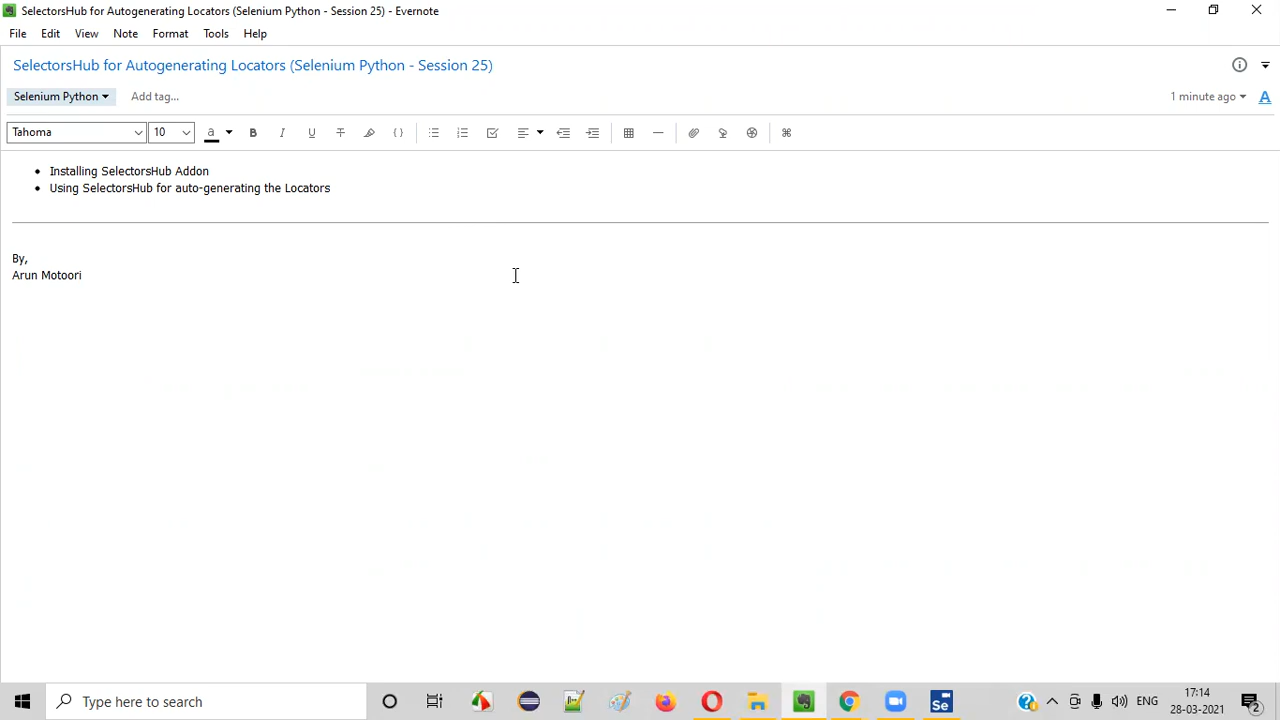 SelectorsHub for Autogenerating Locators (Selenium Python - Session 25) - Evernote
File Edit View Note Format Tools Help
SelectorsHub for Autogenerating Locators (Selenium Python - Session 25)
Selenium Python Add tag... 1 minute ago A
Tahoma 10 a B I U T
Installing SelectorsHub Addon
Using SelectorsHub for auto-generating the Locators
By,
Arun Motoori
Type here to search Se ENG 17:14
28-03-2021 2